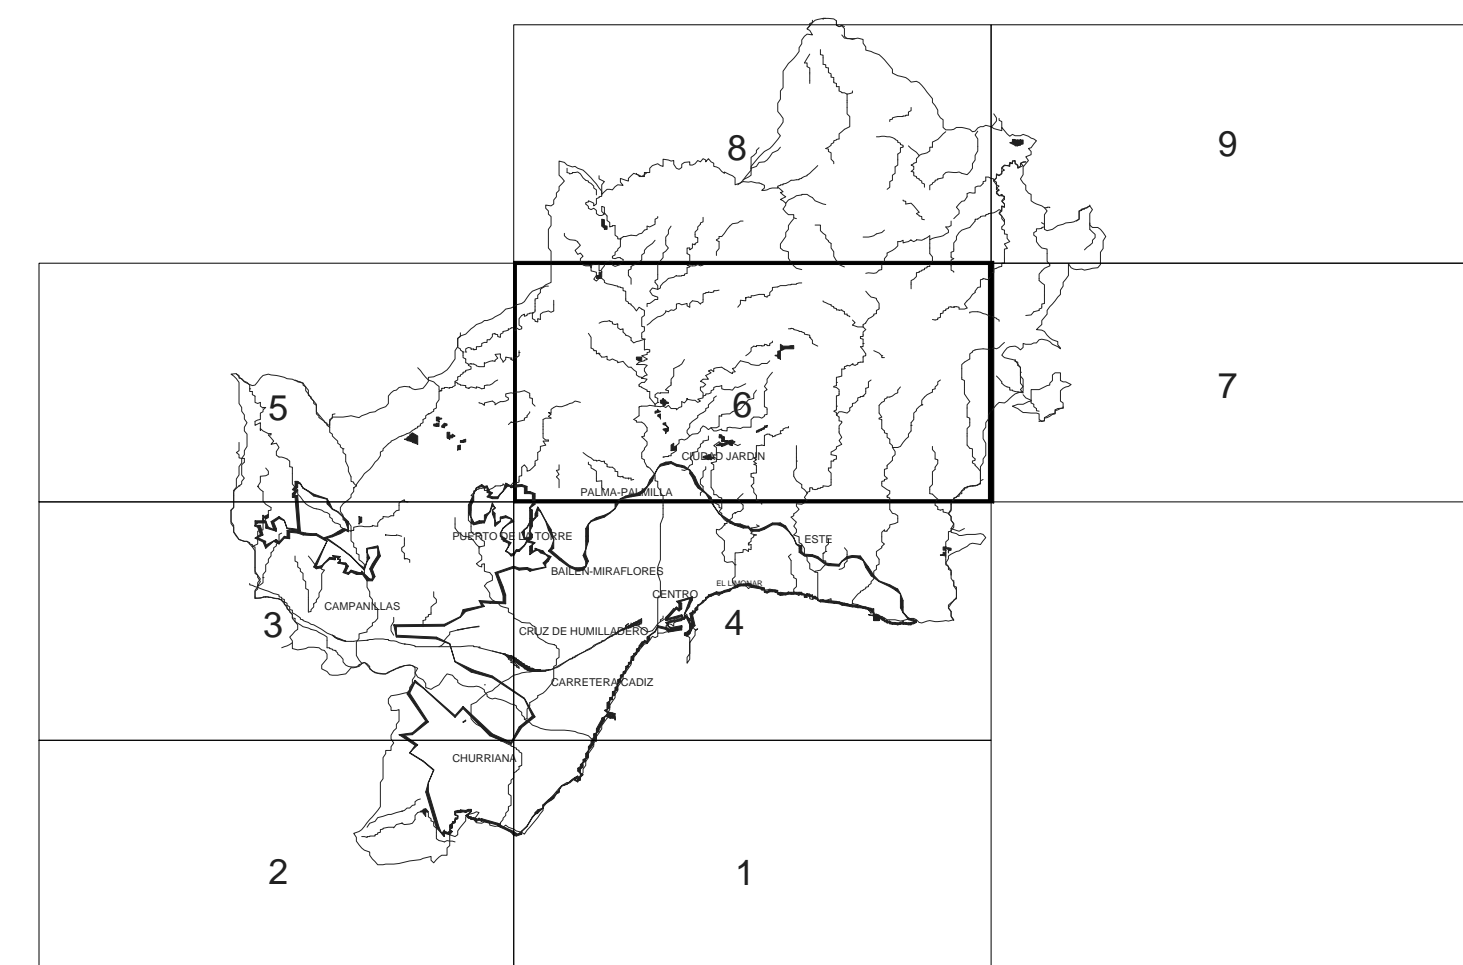 8
9
7
5
6
CIUDAD JARDIN
PALMA-PALMILLA
PUERTO DE LA TORRE
ESTE
BAILEN-MIRAFLORES
EL LIMONAR
CENTRO
CAMPANILLAS
3
4
CRUZ DE HUMILLADERO
CARRETERA CADIZ
CHURRIANA
2
1